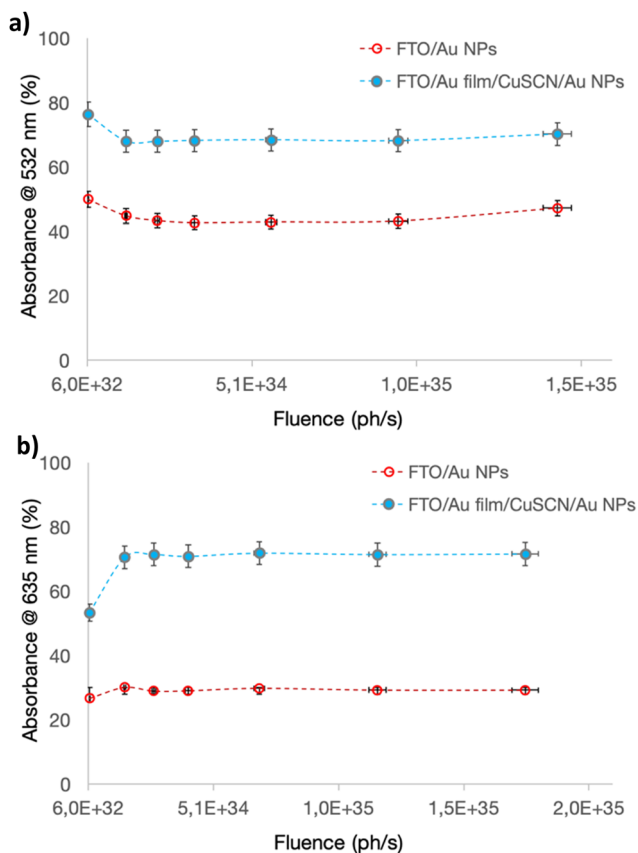 a)
100
80
60
40
20
0
Absorbance @ 532 nm (%)
FTO/Au NPs
FTO/Au film/CuSCN/Au NPs
6,0E+32
5,1E+34
1,0E+35
1,5E+35
Fluence (ph/s)
b)
100
80
60
40
20
0
Absorbance @ 635 nm (%)
FTO/Au NPs
FTO/Au film/CuSCN/Au NPs
6,0E+32
5,1E+34
1,0E+35
1,5E+35
2,0E+35
Fluence (ph/s)